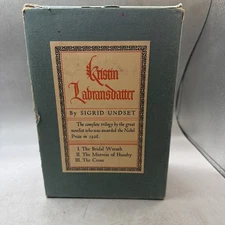 Kristin
Labransdatter
By SIGRID UNDSET
The complete trilogy by the great
novelist who was awarded the Nobel
Prize in 1928.
I. The Bridal Wreath
II. The Mistress of Husaby
III. The Cross